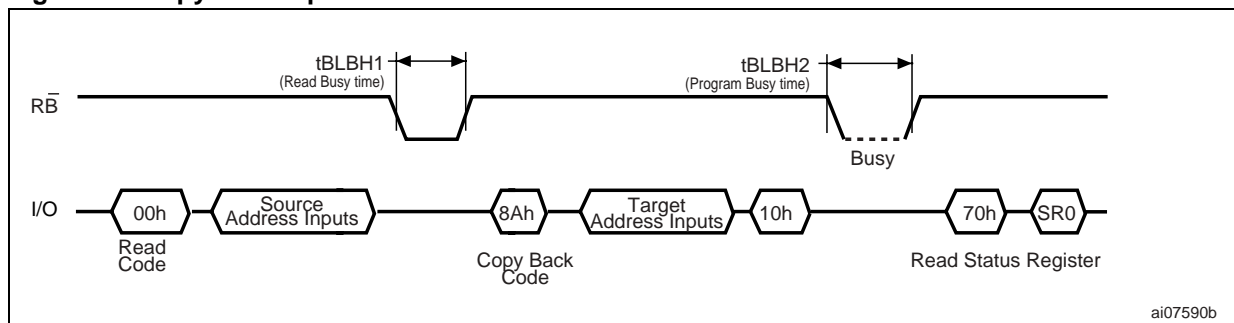 tBLBH1
(Read Busy time)
tBLBH2
(Program Busy time)
RB̅
Busy
I/O
00h
Source
Address Inputs
8Ah
Target
Address Inputs
10h
70h
SR0
Read
Code
Copy Back
Code
Read Status Register
ai07590b